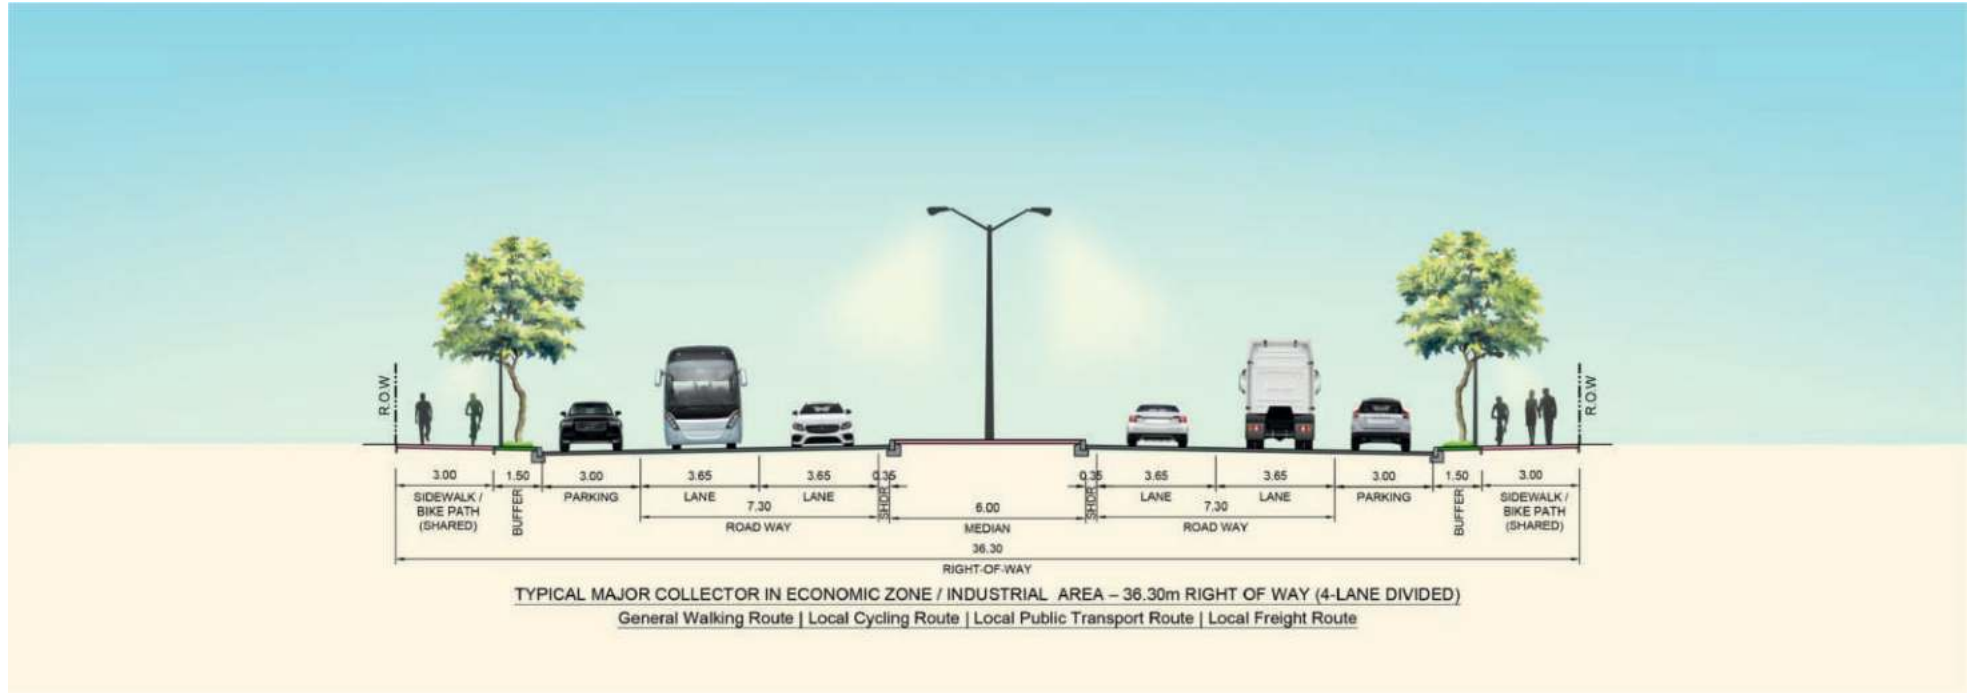 R.O.W
R.O.W
3.00 1.50 3.00 3.65 3.65 0.35 0.35 3.65 3.65 3.00 1.50 3.00
SIDEWALK / BIKE PATH (SHARED) BUFFER PARKING LANE LANE SHDR SHDR LANE LANE PARKING BUFFER SIDEWALK / BIKE PATH (SHARED)
7.30 6.00 7.30
ROAD WAY MEDIAN ROAD WAY
36.30
RIGHT-OF-WAY
TYPICAL MAJOR COLLECTOR IN ECONOMIC ZONE / INDUSTRIAL AREA – 36.30m RIGHT OF WAY (4-LANE DIVIDED)
General Walking Route | Local Cycling Route | Local Public Transport Route | Local Freight Route